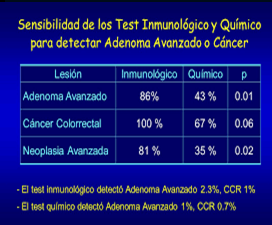 Sensibilidad de los Test Inmunológico y Químico
para detectar Adenoma Avanzado o Cáncer
Lesión Inmunológico Químico p
Adenoma Avanzado 86% 43 % 0.01
Cáncer Colorrectal 100 % 67 % 0.06
Neoplasia Avanzada 81 % 35 % 0.02
- El test inmunológico detectó Adenoma Avanzado 2.3%, CCR 1%
- El test químico detectó Adenoma Avanzado 1%, CCR 0.7%